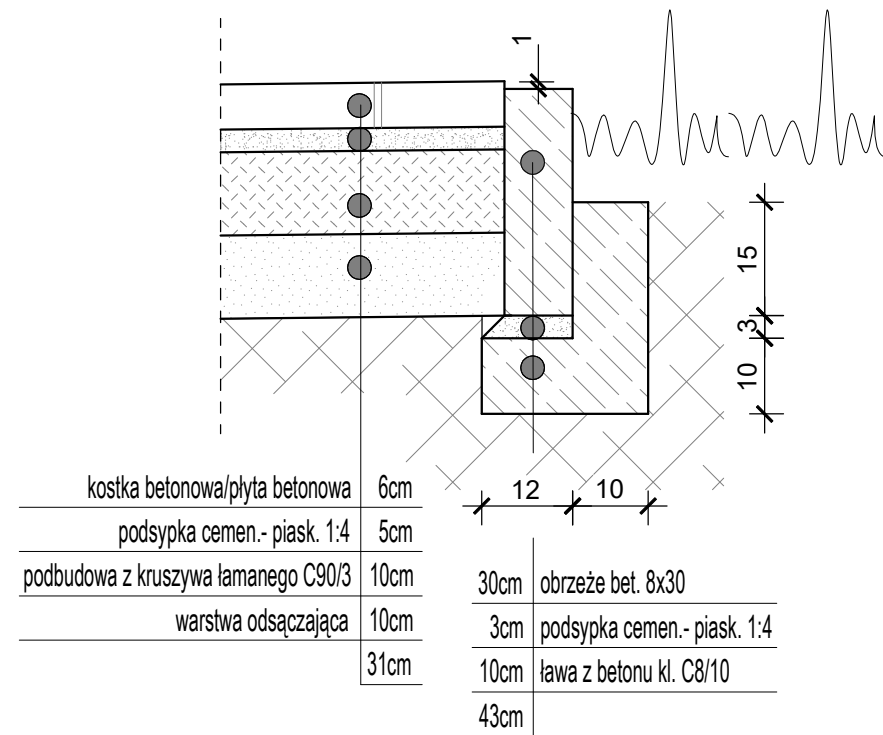 1
15
3
10
12 10
kostka betonowa/płyta betonowa 6cm
podsypka cemen.- piask. 1:4 5cm
podbudowa z kruszywa łamanego C90/3 10cm
warstwa odsączająca 10cm
31cm
30cm obrzeże bet. 8x30
3cm podsypka cemen.- piask. 1:4
10cm ława z betonu kl. C8/10
43cm